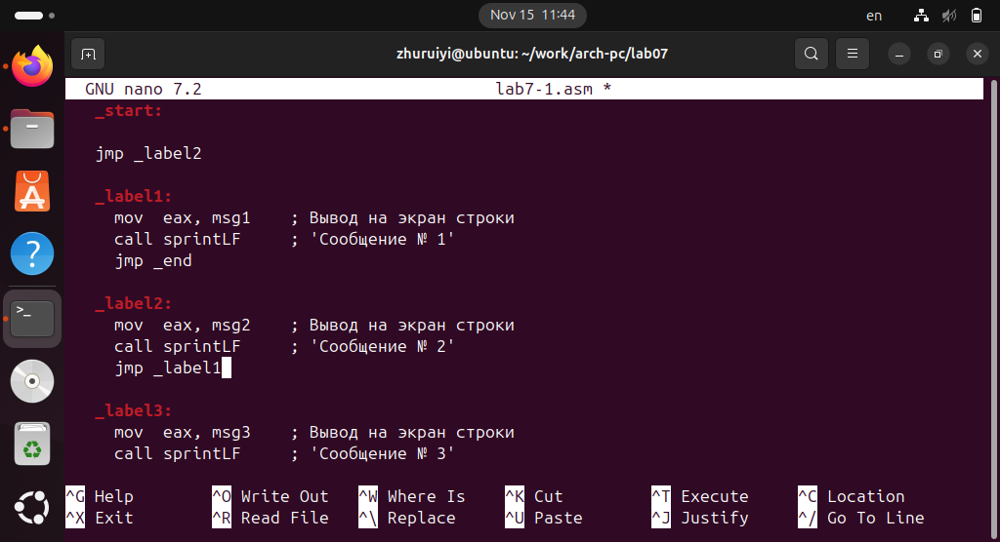 Nov 15 11:44
en
zhuruiyi@ubuntu: ~/work/arch-pc/lab07
GNU nano 7.2 lab7-1.asm *
_start:
jmp _label2
_label1:
mov eax, msg1 ; Вывод на экран строки
call sprintLF ; 'Сообщение № 1'
jmp _end
_label2:
mov eax, msg2 ; Вывод на экран строки
call sprintLF ; 'Сообщение № 2'
jmp _label1
_label3:
mov eax, msg3 ; Вывод на экран строки
call sprintLF ; 'Сообщение № 3'
^G Help ^O Write Out ^W Where Is ^K Cut ^T Execute ^C Location
^X Exit ^R Read File ^\ Replace ^U Paste ^J Justify ^/ Go To Line